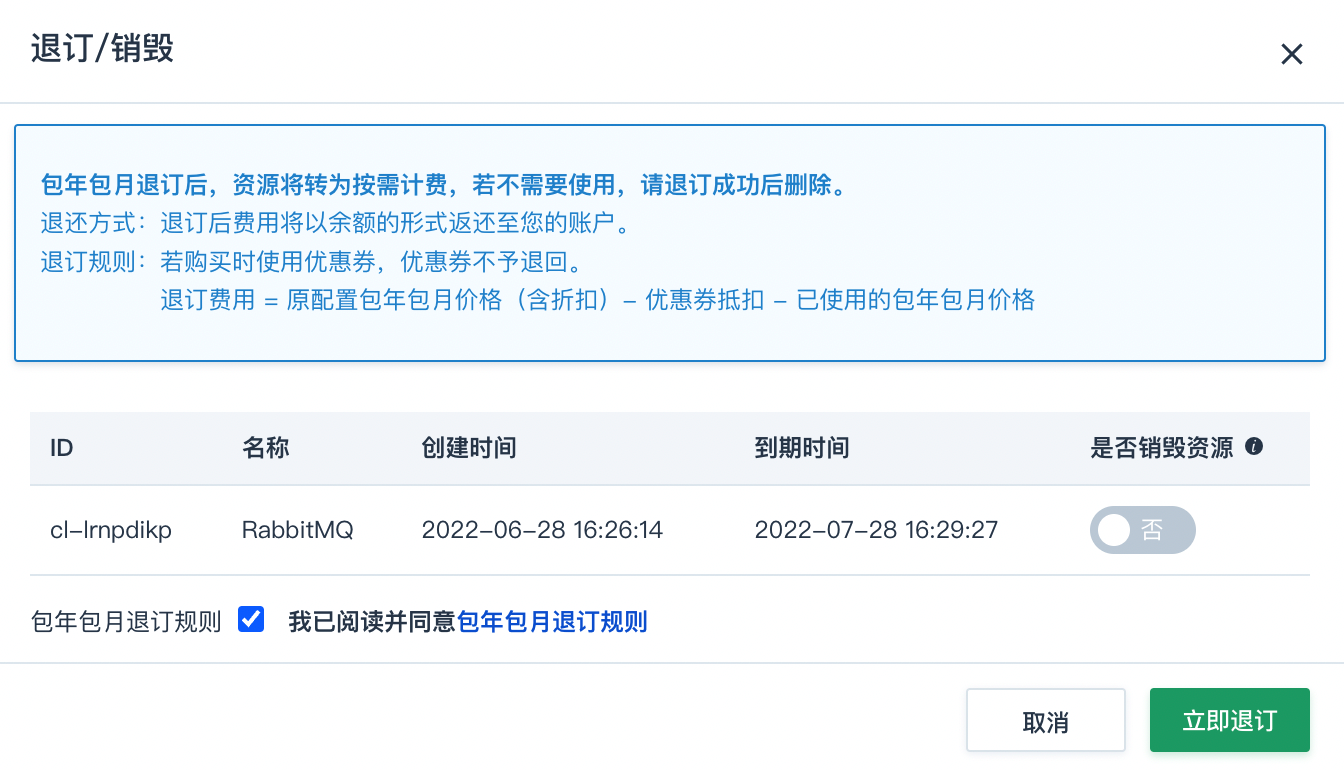 退订/销毁
包年包月退订后，资源将转为按需计费，若不需要使用，请退订成功后删除。
退还方式：退订后费用将以余额的形式返还至您的账户。
退订规则：若购买时使用优惠券，优惠券不予退回。
退订费用 = 原配置包年包月价格（含折扣）- 优惠券抵扣 - 已使用的包年包月价格
ID 名称 创建时间 到期时间 是否销毁资源 i
cl-lrnpdikp RabbitMQ 2022-06-28 16:26:14 2022-07-28 16:29:27 否
包年包月退订规则 我已阅读并同意包年包月退订规则
取消 立即退订